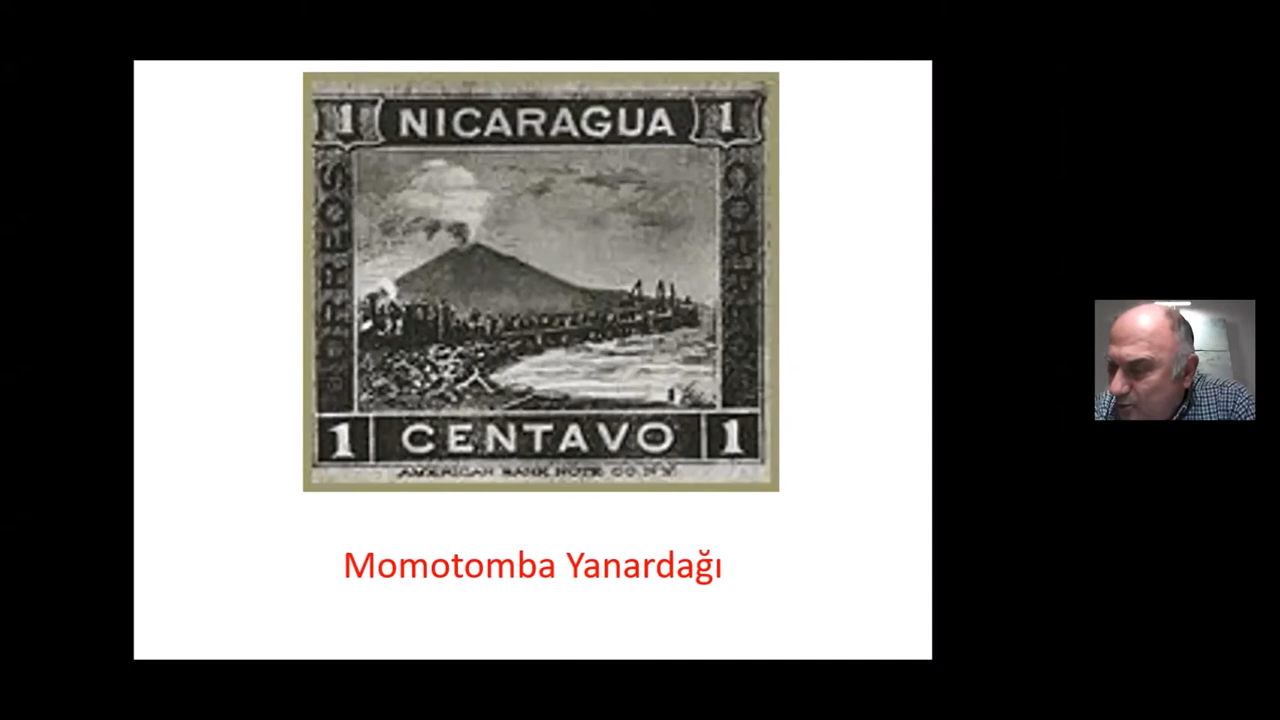 1 NICARAGUA 1
CORREOS
CORREOS
1 CENTAVO 1
AMERICAN BANK NOTE CO. N.Y.
Momotomba Yanardağı